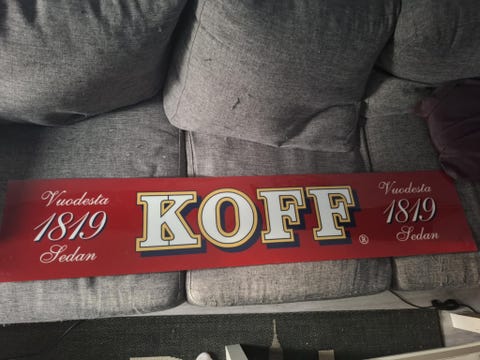 Vuodesta
1819
Sedan
KOFF®
Vuodesta
1819
Sedan